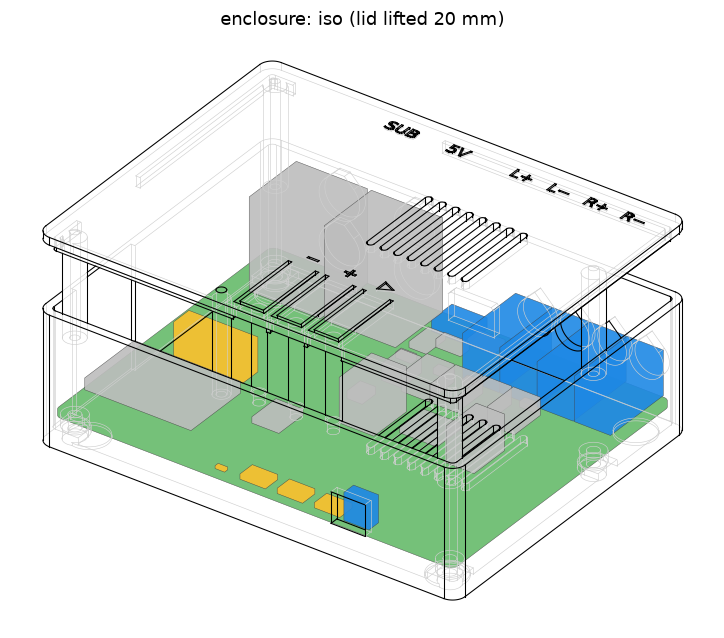 enclosure: iso (lid lifted 20 mm)
SUB 5V L+ L− R+ R−
− +